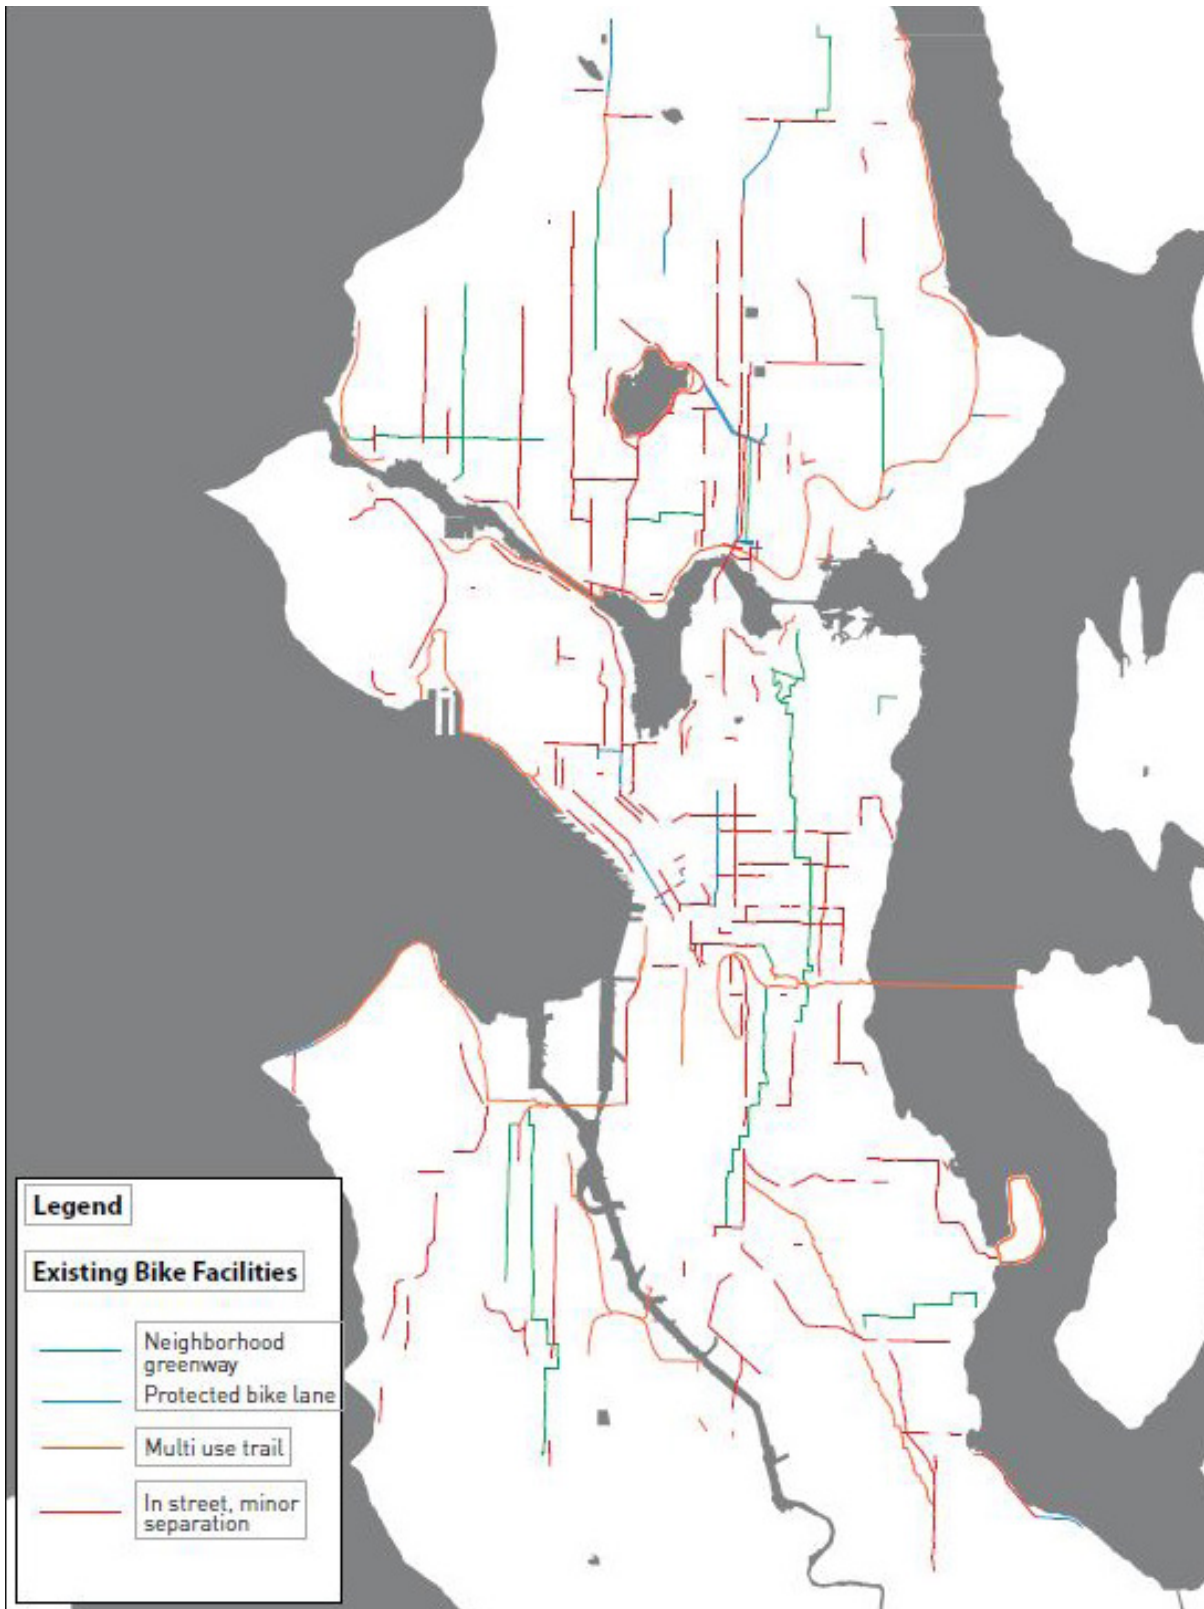 Legend
Existing Bike Facilities
Neighborhood
greenway
Protected bike lane
Multi use trail
In street, minor
separation